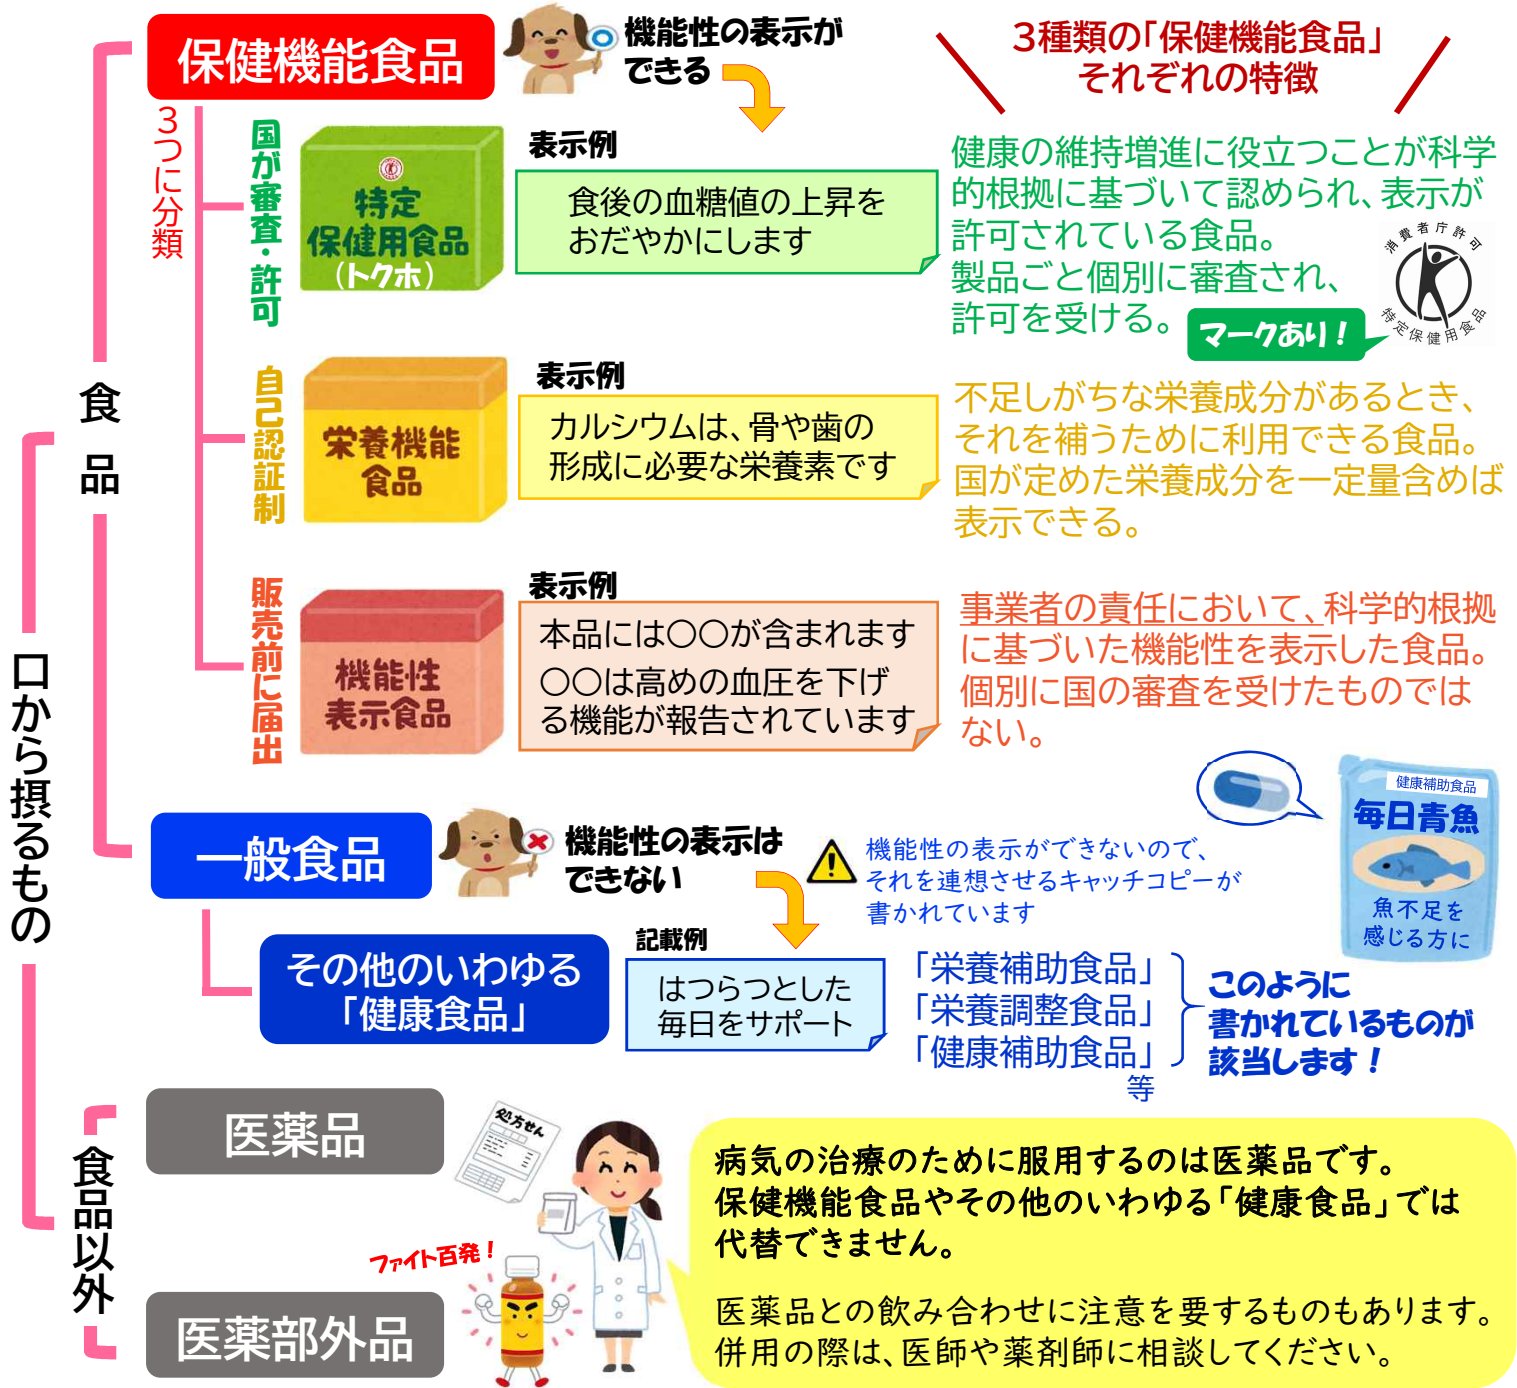 口から摂るもの
食品
保健機能食品
機能性の表示が
できる
3種類の「保健機能食品」
それぞれの特徴
3つに分類
国が審査・許可
特定
保健用食品
(トクホ)
表示例
食後の血糖値の上昇を
おだやかにします
健康の維持増進に役立つことが科学
的根拠に基づいて認められ、表示が
許可されている食品。
製品ごと個別に審査され、
許可を受ける。
マークあり!
消費者庁許可
特定保健用食品
自己認証制
栄養機能
食品
表示例
カルシウムは、骨や歯の
形成に必要な栄養素です
不足しがちな栄養成分があるとき、
それを補うために利用できる食品。
国が定めた栄養成分を一定量含めば
表示できる。
販売前に届出
機能性
表示食品
表示例
本品には〇〇が含まれます
〇〇は高めの血圧を下げ
る機能が報告されています
事業者の責任において、科学的根拠
に基づいた機能性を表示した食品。
個別に国の審査を受けたものでは
ない。
一般食品
機能性の表示は
できない
機能性の表示ができないので、
それを連想させるキャッチコピーが
書かれています
健康補助食品
毎日青魚
魚不足を
感じる方に
その他のいわゆる
「健康食品」
記載例
はつらつとした
毎日をサポート
「栄養補助食品」
「栄養調整食品」
「健康補助食品」
等
このように
書かれているものが
該当します!
食品以外
医薬品
処方せん
ファイト百発!
医薬部外品
病気の治療のために服用するのは医薬品です。
保健機能食品やその他のいわゆる「健康食品」では
代替できません。
医薬品との飲み合わせに注意を要するものもあります。
併用の際は、医師や薬剤師に相談してください。